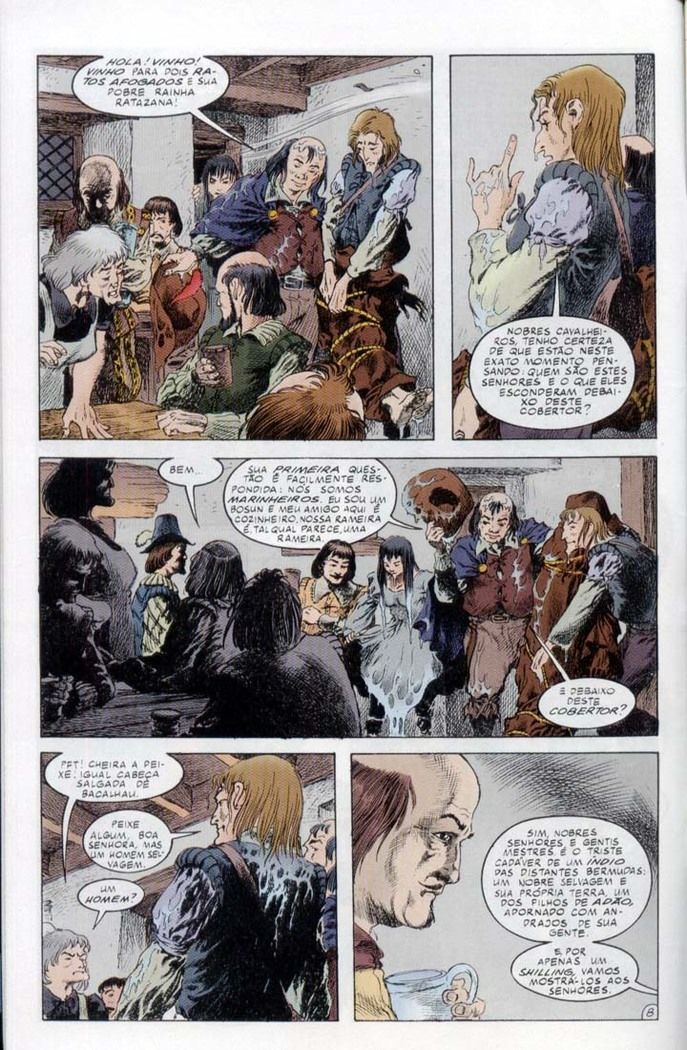 HOLA! VINHO!
VINHO PARA DOIS RA-
TOS AFOGADOS E SUA
POBRE RAINHA
RATAZANA!
NOBRES CAVALHEI-
ROS, TENHO CERTEZA
DE QUE ESTÃO NESTE
EXATO MOMENTO PEN-
SANDO: QUEM SÃO ESTES
SENHORES E O QUE ELES
ESCONDERAM DEBAI-
XO DESTE
COBERTOR?
BEM...
SUA PRIMEIRA QUES-
TÃO É FACILMENTE RES-
PONDIDA: NÓS SOMOS
MARINHEIROS. EU SOU UM
BOSUN E MEU AMIGO AQUI É
COZINHEIRO, NOSSA RAMEIRA
É, TAL QUAL PARECE, UMA
RAMEIRA.
E DEBAIXO
DESTE
COBERTOR?
PFT! CHEIRA A PEI-
XE! IGUAL CABEÇA
SALGADA DE
BACALHAU.
PEIXE
ALGUM, BOA
SENHORA, MAS
UM HOMEM SEL-
VAGEM.
UM
HOMEM?
SIM, NOBRES
SENHORES E GENTIS
MESTRES É O TRISTE
CADÁVER DE UM ÍNDIO
DAS DISTANTES BERMUDAS;
UM NOBRE SELVAGEM E
SUA PRÓPRIA TERRA, UM
DOS FILHOS DE ADÃO,
ADORNADO COM AN-
DRAJOS DE SUA
GENTE.
E, POR
APENAS UM
SHILLING, VAMOS
MOSTRÁ-LOS AOS
SENHORES.
8